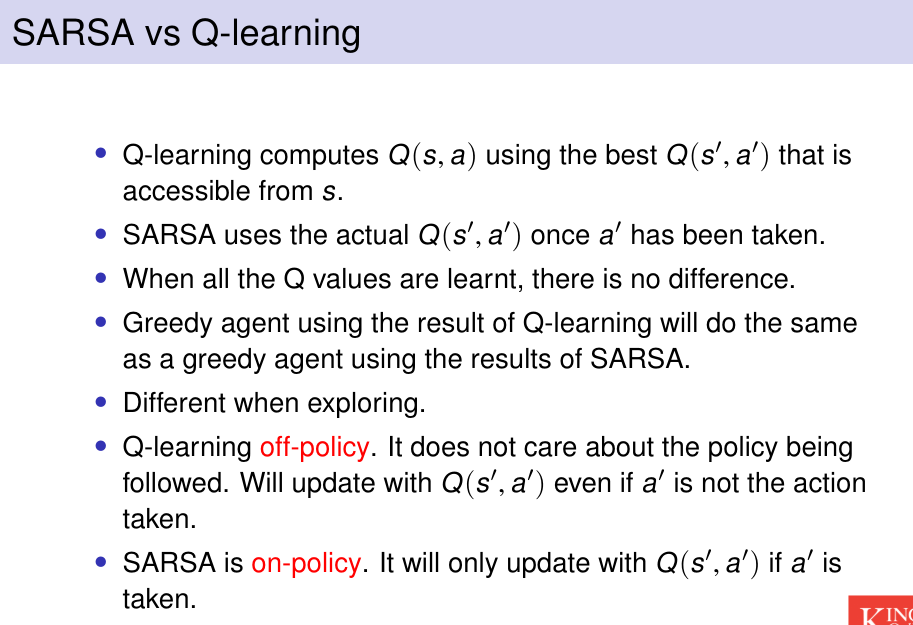 SARSA vs Q-learning
• Q-learning computes Q(s, a) using the best Q(s′, a′) that is
accessible from s.
• SARSA uses the actual Q(s′, a′) once a′ has been taken.
• When all the Q values are learnt, there is no difference.
• Greedy agent using the result of Q-learning will do the same
as a greedy agent using the results of SARSA.
• Different when exploring.
• Q-learning off-policy. It does not care about the policy being
followed. Will update with Q(s′, a′) even if a′ is not the action
taken.
• SARSA is on-policy. It will only update with Q(s′, a′) if a′ is
taken.